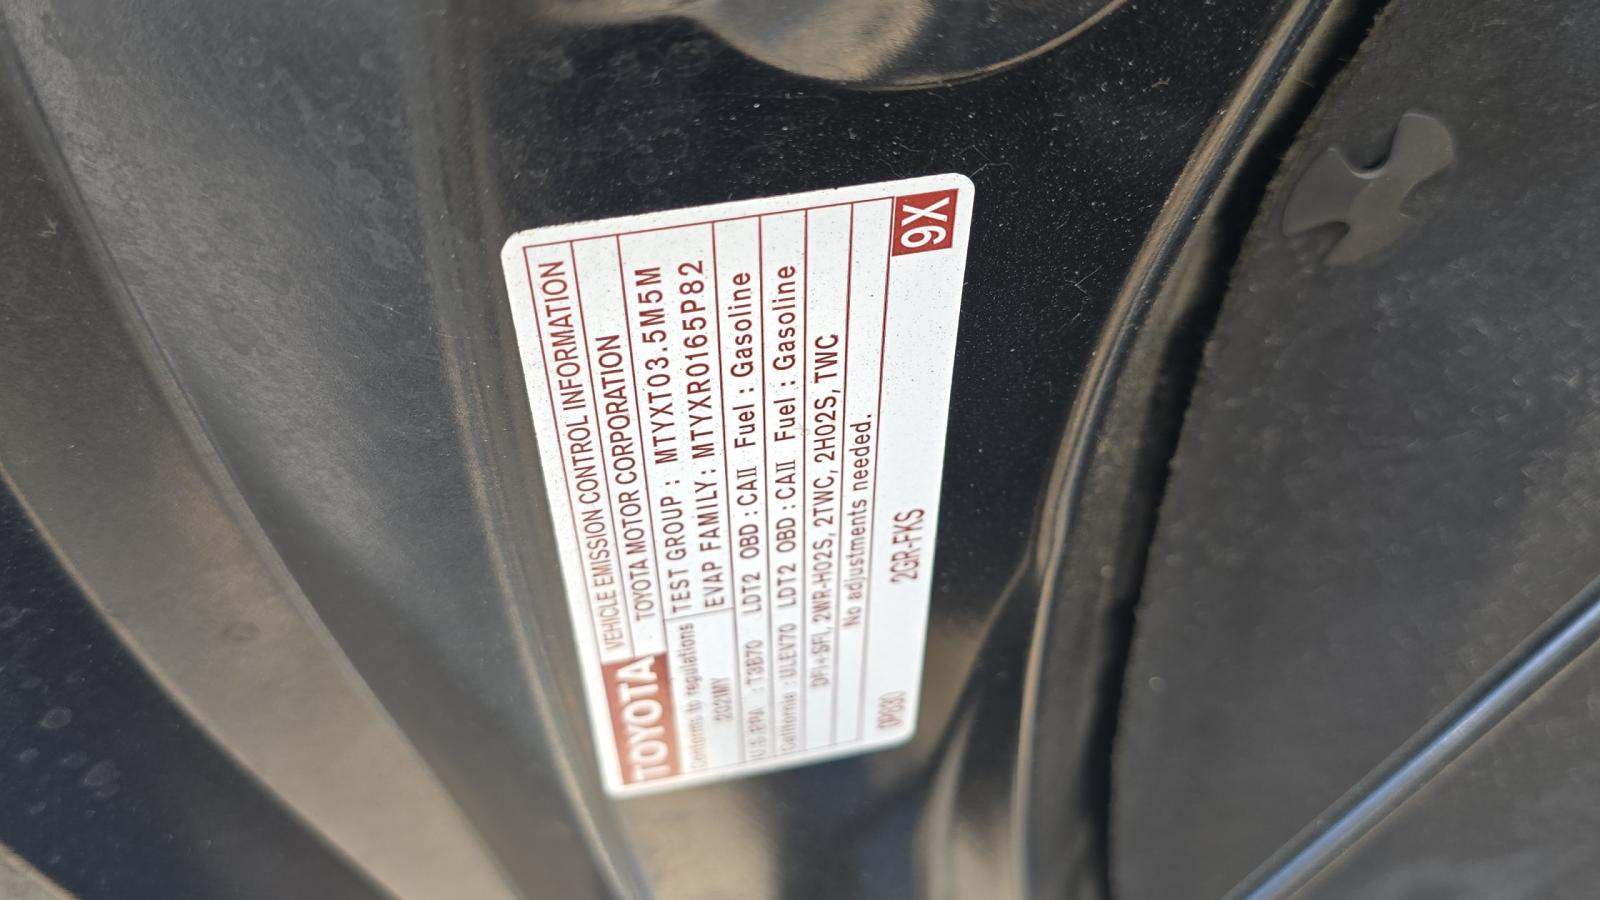 TOYOTA VEHICLE EMISSION CONTROL INFORMATION
TOYOTA MOTOR CORPORATION
Conforms to regulations
2021MY
TEST GROUP : MTYXT03.5M5M
EVAP FAMILY : MTYXR0165P82
U.S.EPA : T3B70 LDT2 OBD : CAII Fuel : Gasoline
California : ULEV70 LDT2 OBD : CAII Fuel : Gasoline
DFI+SFI, 2WR-HO2S, 2TWC, 2HO2S, TWC
No adjustments needed.
2GR-FKS
9X